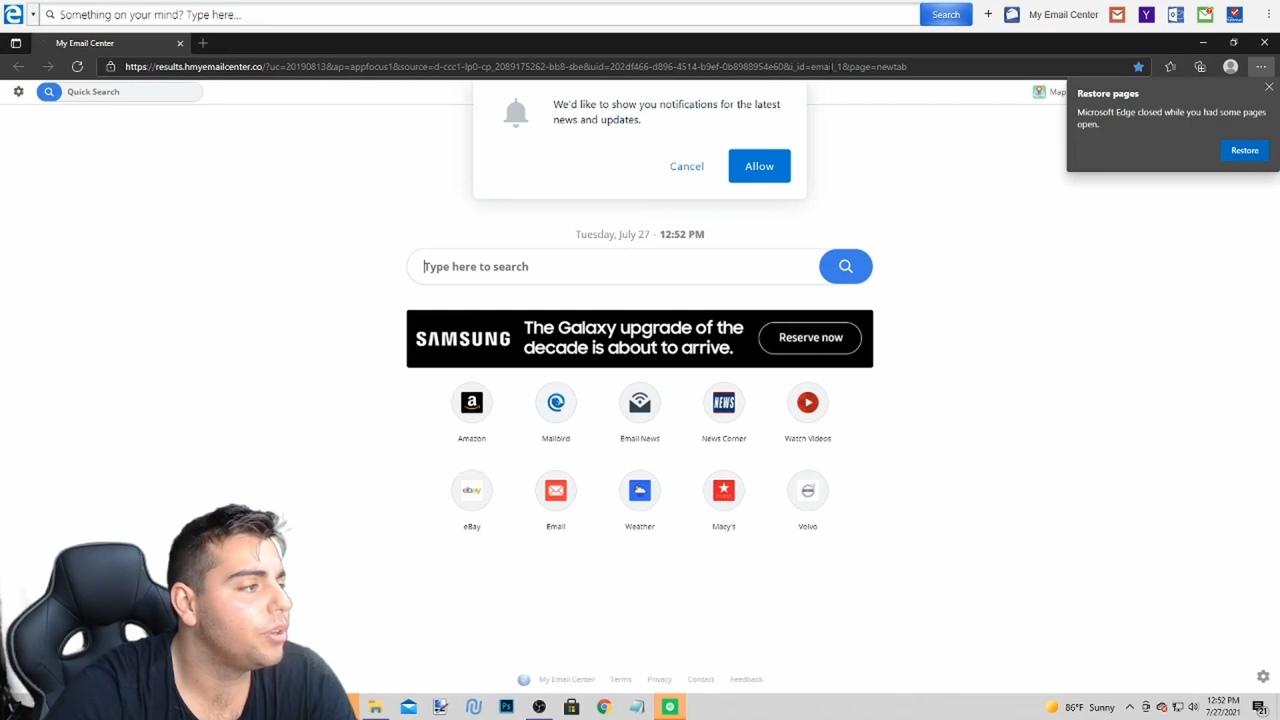 Something on your mind? Type here...
Search
My Email Center
My Email Center
https://results.hmyemailcenter.co/?uc=20190813&ap=appfocus1&source=d-ccc1-lp0-cp_2089175262-bb8-sbe&uid=202df466-d896-4514-b9ef-0b8988954e60&i_id=email_1&page=newtab
Quick Search
Map
Restore pages
Microsoft Edge closed while you had some pages
open.
Restore
We'd like to show you notifications for the latest
news and updates.
Cancel
Allow
Tuesday, July 27 · 12:52 PM
Type here to search
SAMSUNG
The Galaxy upgrade of the
decade is about to arrive.
Reserve now
NEWS
Amazon
Mailbird
Email News
News Corner
Watch Videos
ebay
eBay
Email
Weather
Macy's
Volvo
My Email Center
Terms
Privacy
Contact
Feedback
Ps
86°F Sunny
12:52 PM
7/27/2021
21